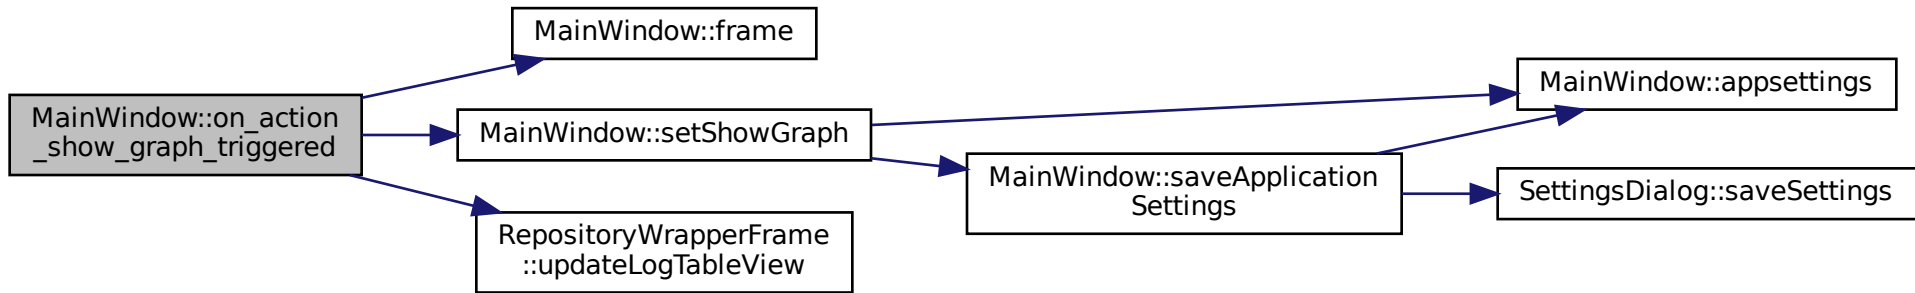 MainWindow::on_action
_show_graph_triggered
MainWindow::frame
MainWindow::setShowGraph
RepositoryWrapperFrame
::updateLogTableView
MainWindow::appsettings
MainWindow::saveApplication
Settings
SettingsDialog::saveSettings